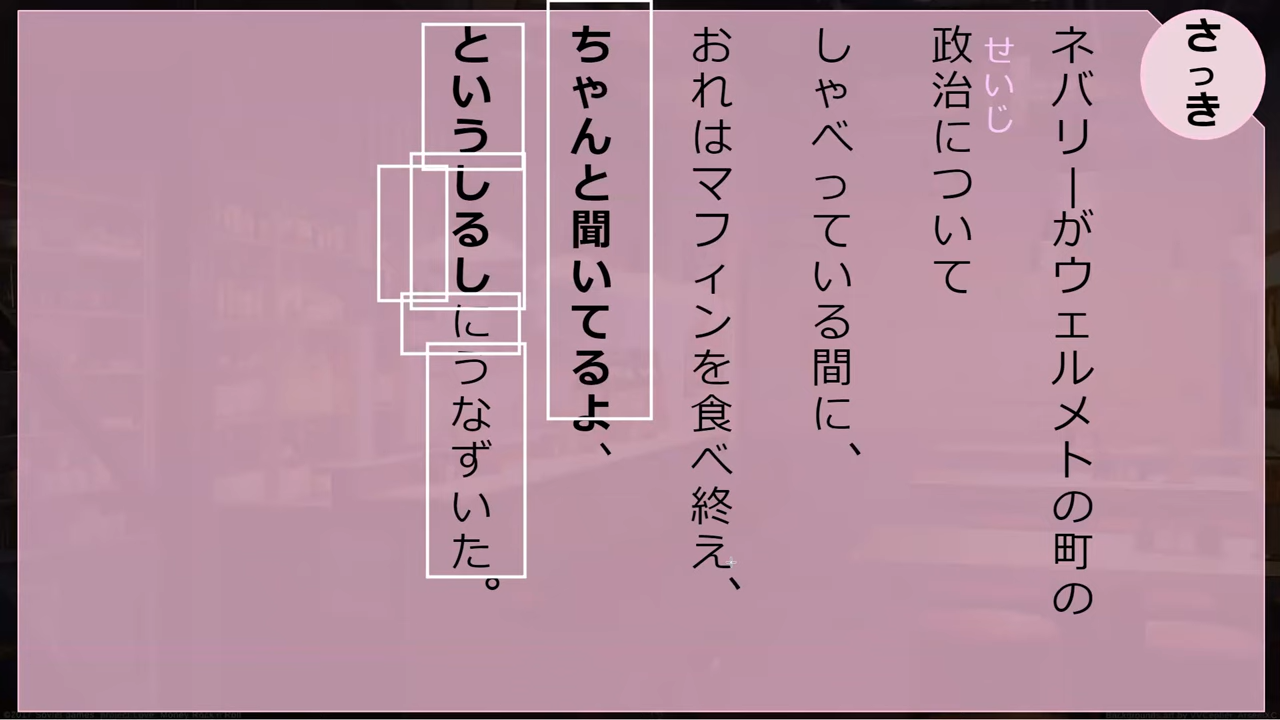 さっき
ネバリーがウェルメトの町の
せいじ
政治について
しゃべっている間に、
おれはマフィンを食べ終え、
ちゃんと聞いてるよ、
というしるしにうなずいた。